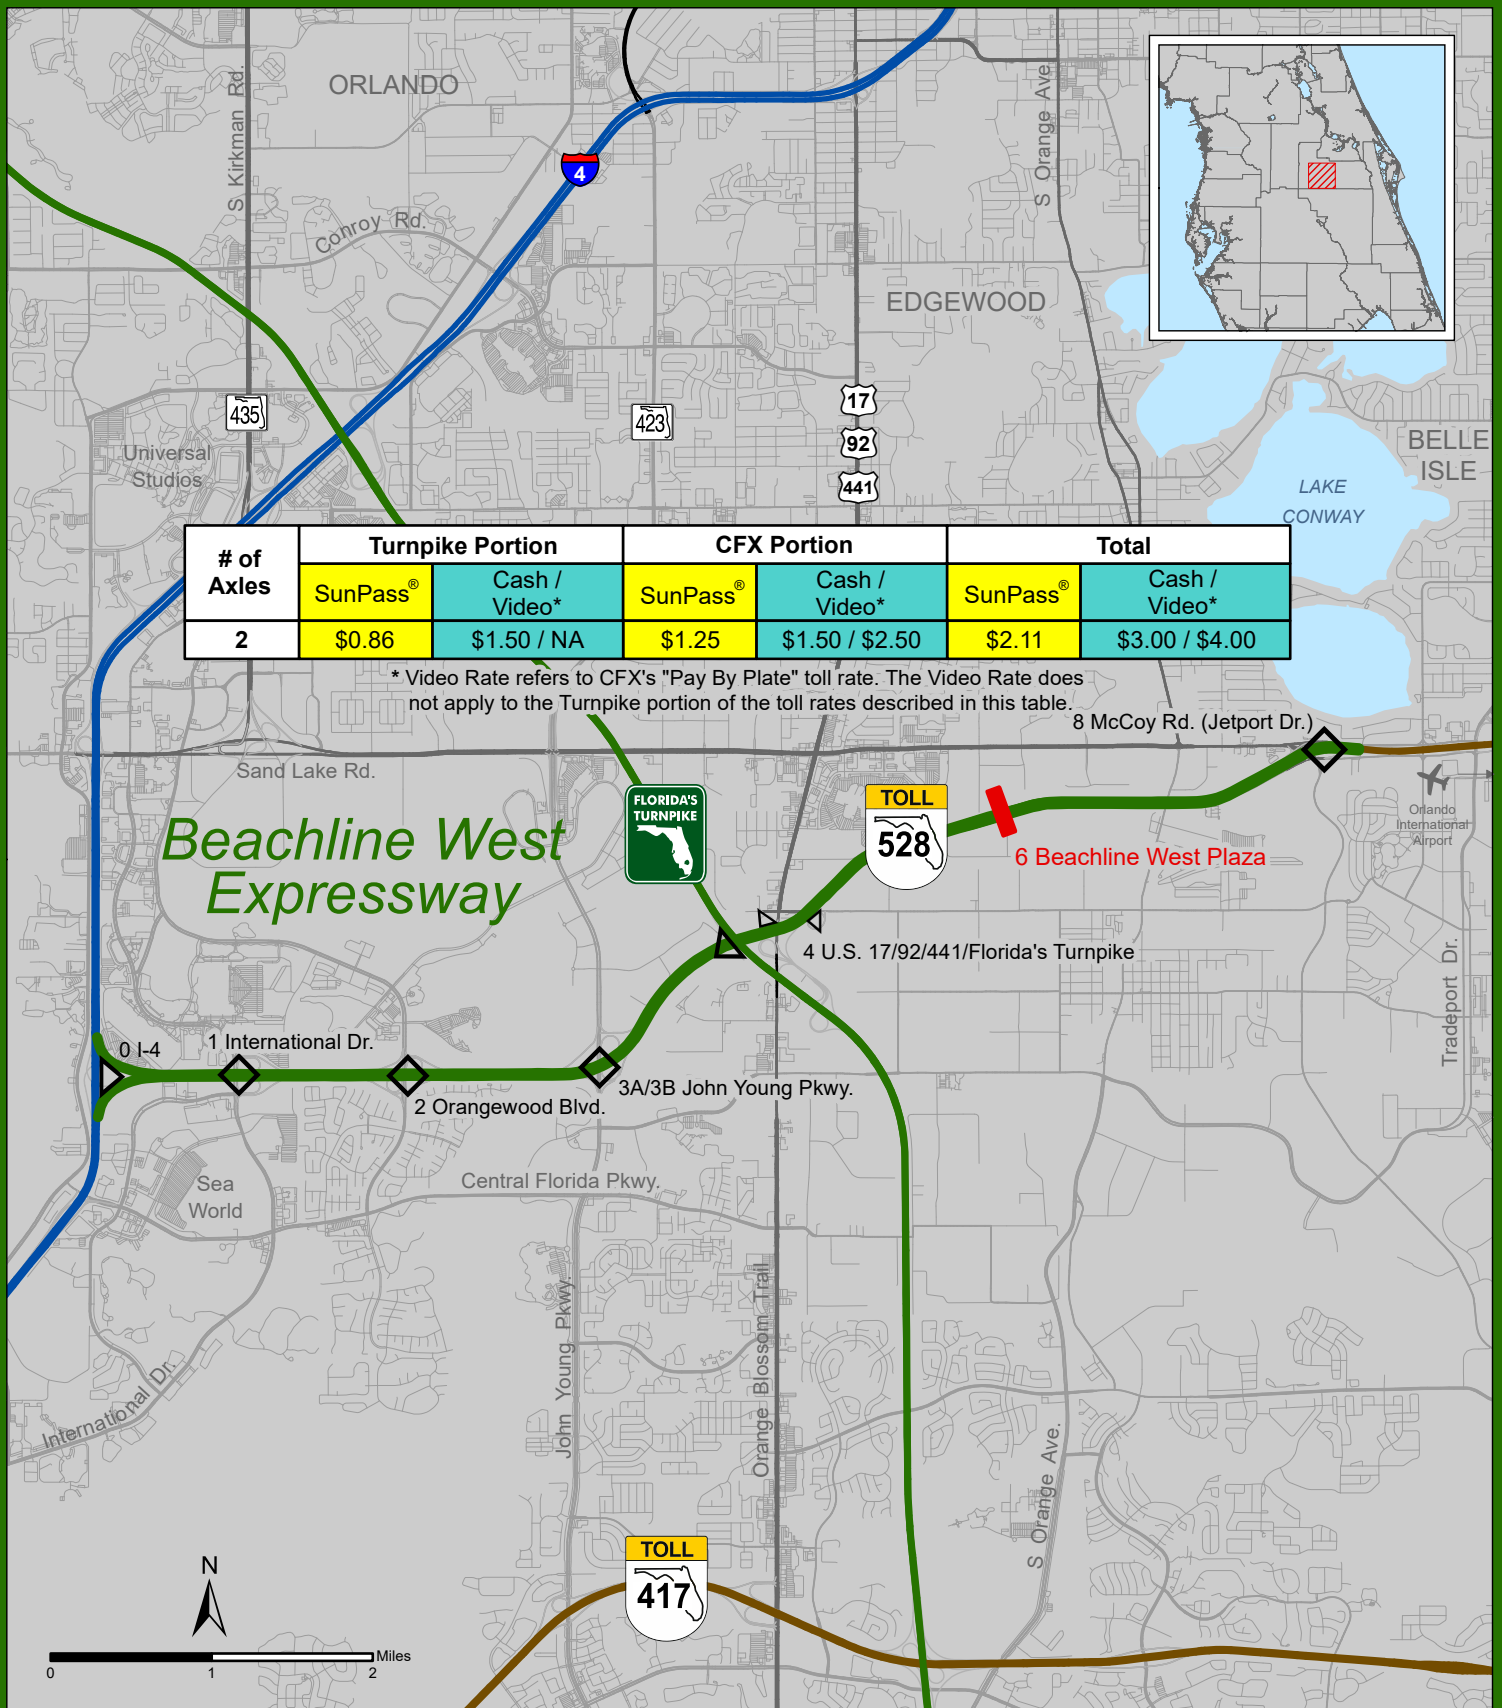 ORLANDO
S Kirkman Rd.
4
S Orange Ave.
Conroy Rd.
EDGEWOOD
435
423
17
92
441
Universal
Studios
BELLE
ISLE
LAKE
CONWAY
# of
Axles
Turnpike Portion
CFX Portion
Total
SunPass®
Cash /
Video*
SunPass®
Cash /
Video*
SunPass®
Cash /
Video*
2
$0.86
$1.50 / NA
$1.25
$1.50 / $2.50
$2.11
$3.00 / $4.00
* Video Rate refers to CFX's "Pay By Plate" toll rate. The Video Rate does
not apply to the Turnpike portion of the toll rates described in this table.
8 McCoy Rd. (Jetport Dr.)
Sand Lake Rd.
FLORIDA'S
TURNPIKE
TOLL
528
Orlando
International
Airport
Beachline West
Expressway
6 Beachline West Plaza
4 U.S. 17/92/441/Florida's Turnpike
Tradeport Dr.
0 I-4
1 International Dr.
2 Orangewood Blvd.
3A/3B John Young Pkwy.
Sea
World
Central Florida Pkwy.
John Young Pkwy.
Orange Blossom Trail
International Dr.
S Orange Ave.
TOLL
417
N
Miles
0
1
2